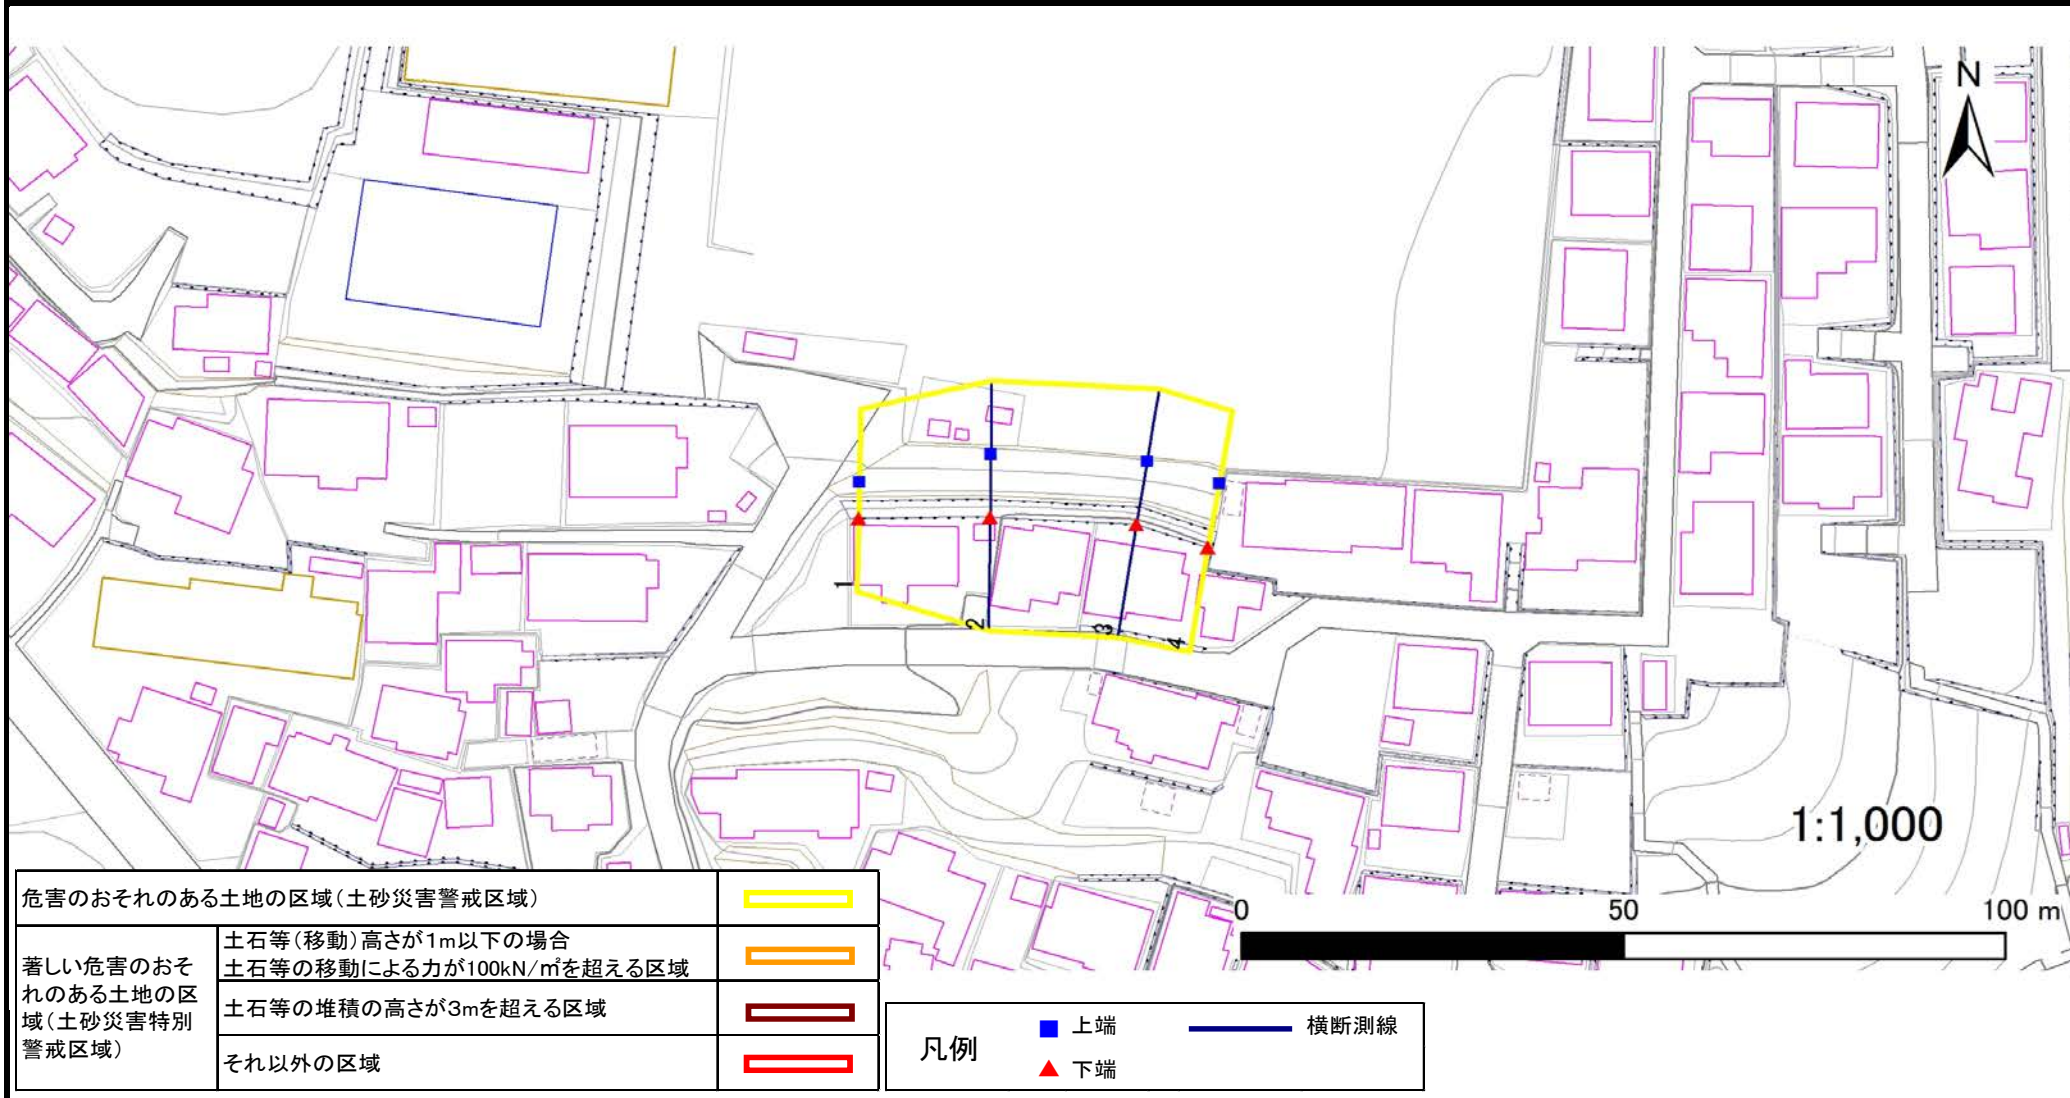 N
1
2
3
4
1:1,000
0 50 100 m
危害のおそれのある土地の区域(土砂災害警戒区域)
著しい危害のおそ
れのある土地の区
域(土砂災害特別
警戒区域)
土石等(移動)高さが1m以下の場合
土石等の移動による力が100kN/㎡を超える区域
土石等の堆積の高さが3mを超える区域
それ以外の区域
凡例
上端
横断測線
下端